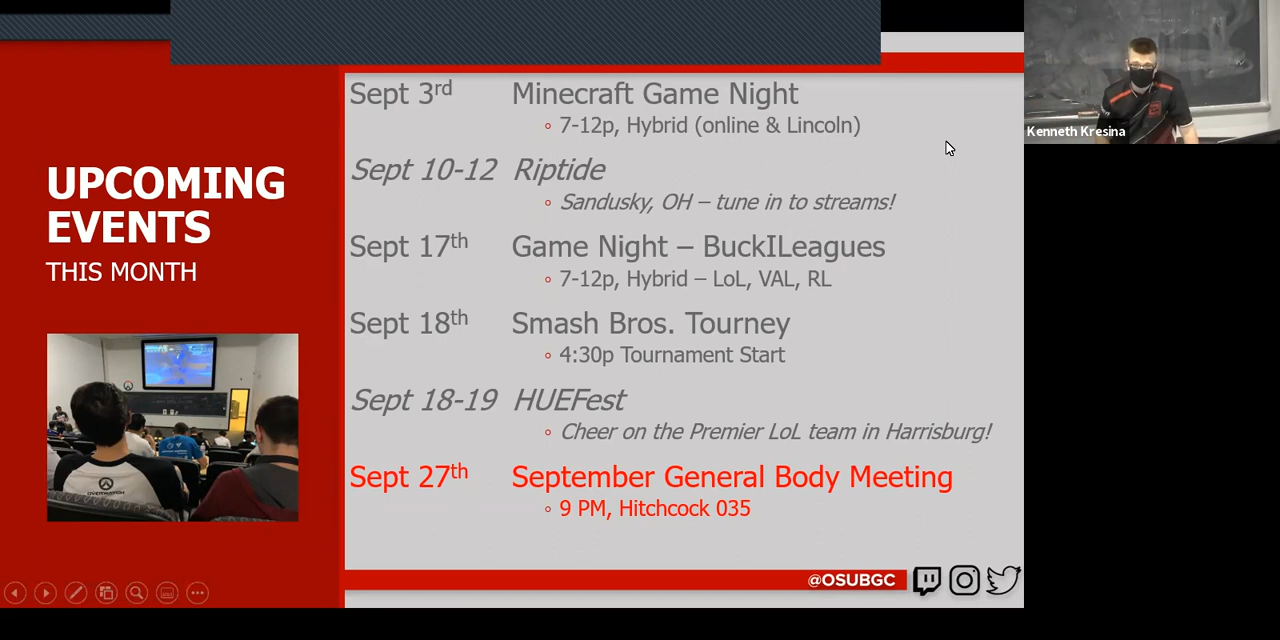 UPCOMING
EVENTS
THIS MONTH
OVERWATCH
Sept 3rd Minecraft Game Night
◦ 7-12p, Hybrid (online & Lincoln)
Sept 10-12 Riptide
◦ Sandusky, OH – tune in to streams!
Sept 17th Game Night – BuckILeagues
◦ 7-12p, Hybrid – LoL, VAL, RL
Sept 18th Smash Bros. Tourney
◦ 4:30p Tournament Start
Sept 18-19 HUEFest
◦ Cheer on the Premier LoL team in Harrisburg!
Sept 27th September General Body Meeting
◦ 9 PM, Hitchcock 035
@OSUBGC
Kenneth Kresina